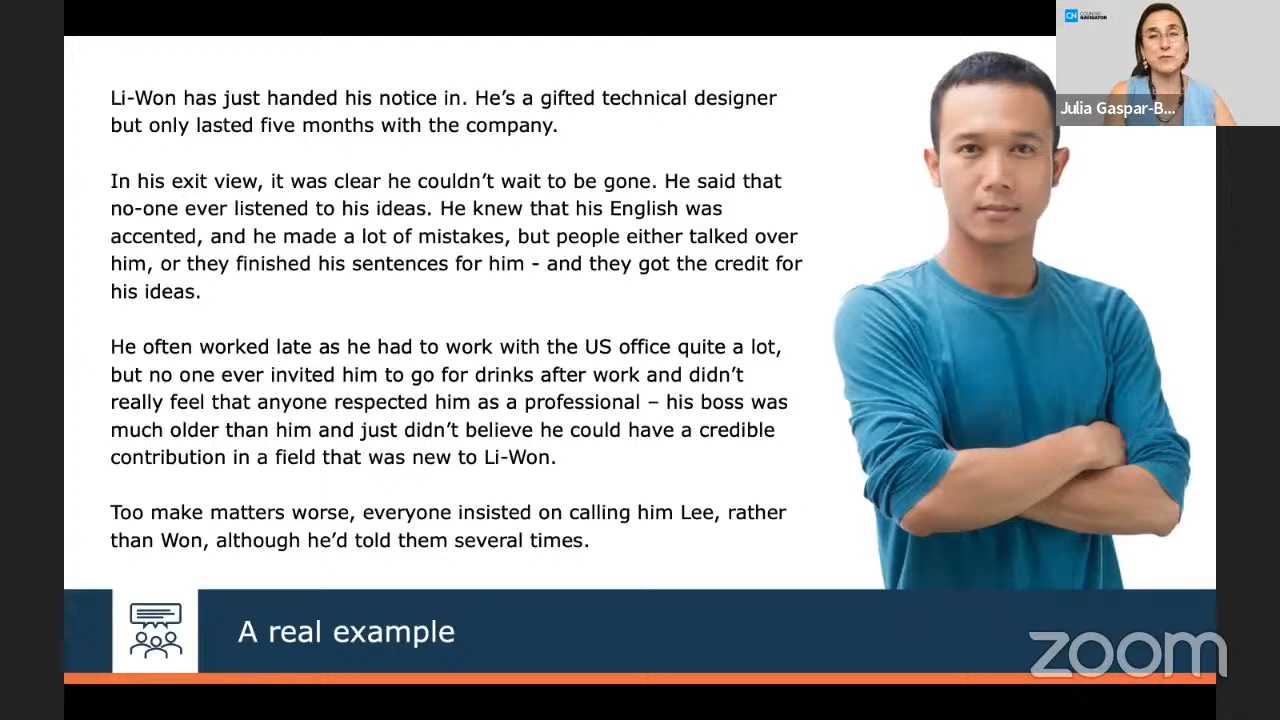 Li-Won has just handed his notice in. He's a gifted technical designer
but only lasted five months with the company.
In his exit view, it was clear he couldn't wait to be gone. He said that
no-one ever listened to his ideas. He knew that his English was
accented, and he made a lot of mistakes, but people either talked over
him, or they finished his sentences for him - and they got the credit for
his ideas.
He often worked late as he had to work with the US office quite a lot,
but no one ever invited him to go for drinks after work and didn't
really feel that anyone respected him as a professional – his boss was
much older than him and just didn't believe he could have a credible
contribution in a field that was new to Li-Won.
Too make matters worse, everyone insisted on calling him Lee, rather
than Won, although he'd told them several times.
A real example
CN COUNTRY
NAVIGATOR
Julia Gaspar-B...
zoom